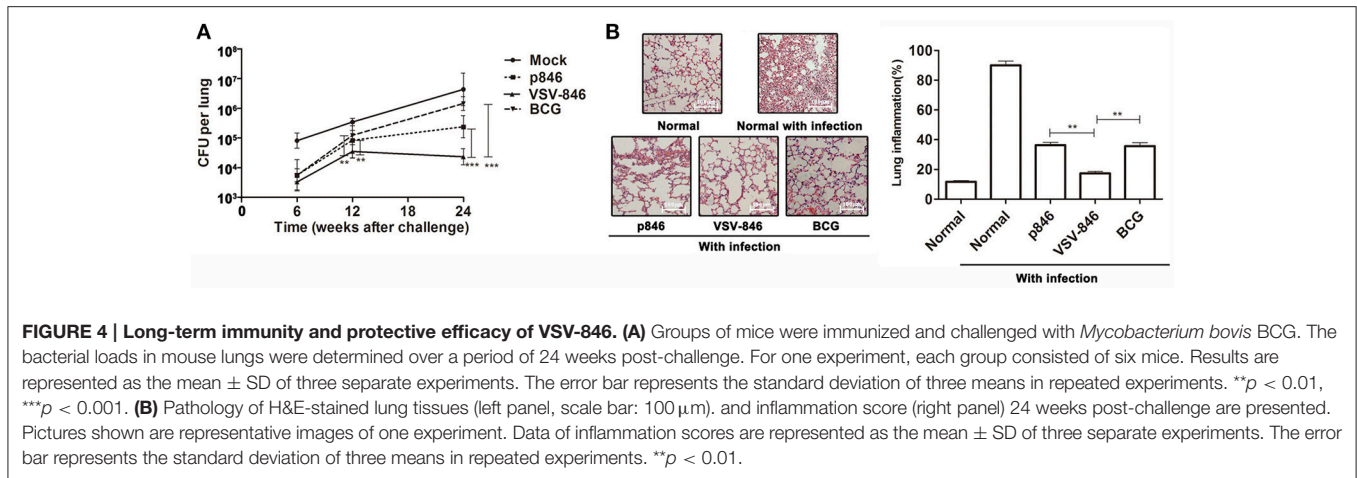 A
10⁸
10⁷
10⁶
10⁵
10⁴
10³
CFU per lung
0 6 12 18 24
Time (weeks after challenge)
Mock
p846
VSV-846
BCG
** ** *** ***
B
Normal Normal with infection
p846 VSV-846 BCG
With infection
100
80
60
40
20
0
Lung inflammation(%)
** **
Normal Normal p846 VSV-846 BCG
With infection
FIGURE 4 | Long-term immunity and protective efficacy of VSV-846. (A) Groups of mice were immunized and challenged with Mycobacterium bovis BCG. The
bacterial loads in mouse lungs were determined over a period of 24 weeks post-challenge. For one experiment, each group consisted of six mice. Results are
represented as the mean ± SD of three separate experiments. The error bar represents the standard deviation of three means in repeated experiments. **p < 0.01,
***p < 0.001. (B) Pathology of H&E-stained lung tissues (left panel, scale bar: 100 μm). and inflammation score (right panel) 24 weeks post-challenge are presented.
Pictures shown are representative images of one experiment. Data of inflammation scores are represented as the mean ± SD of three separate experiments. The error
bar represents the standard deviation of three means in repeated experiments. **p < 0.01.